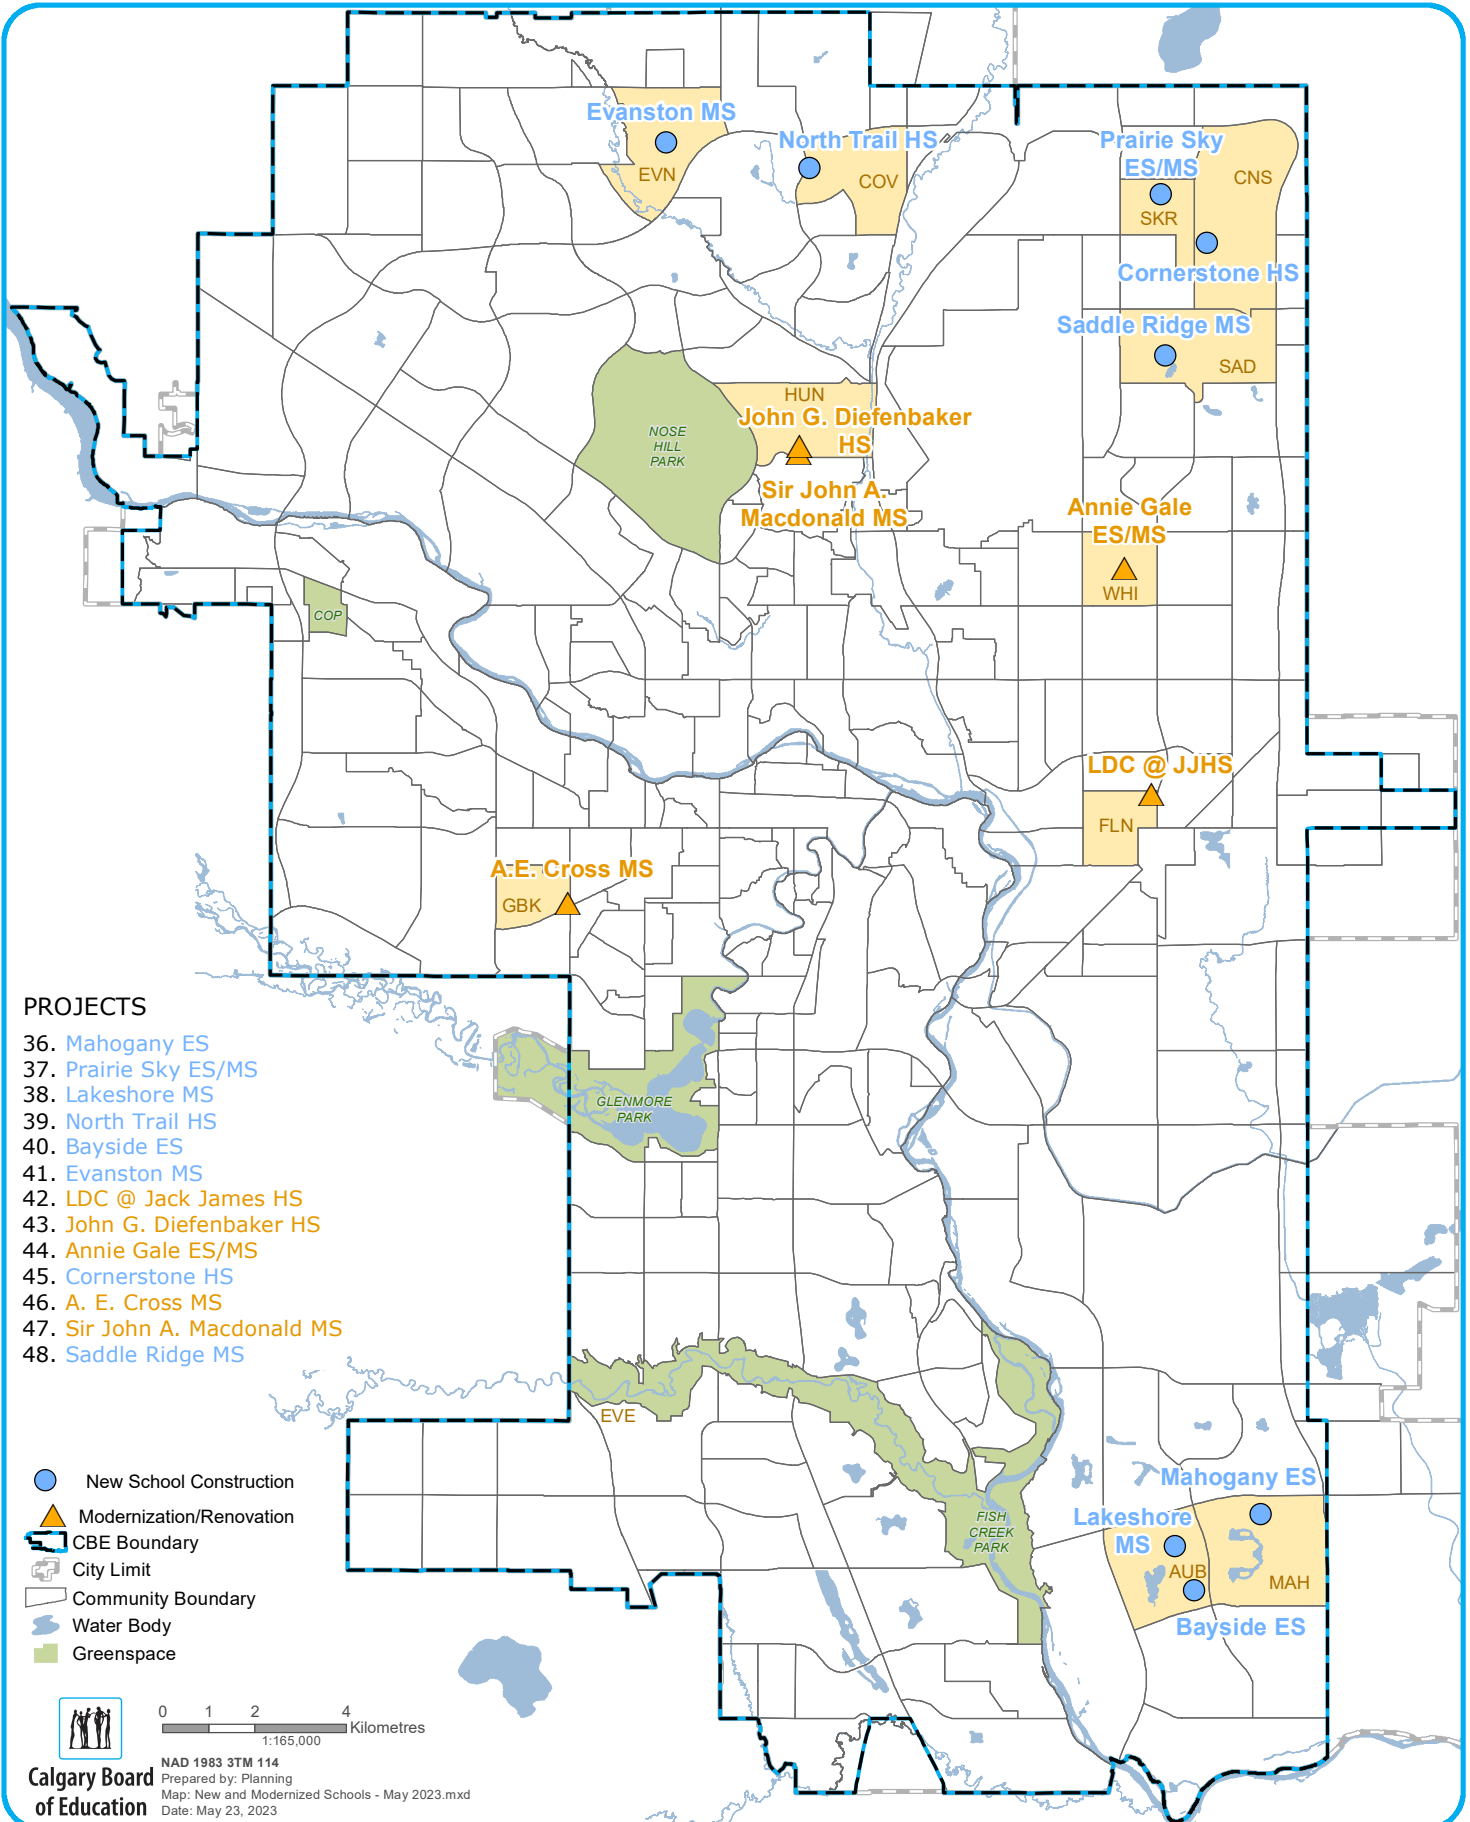 Evanston MS
EVN
North Trail HS
COV
Prairie Sky
ES/MS
CNS
SKR
Cornerstone HS
Saddle Ridge MS
SAD
HUN
John G. Diefenbaker
HS
NOSE
HILL
PARK
Sir John A.
Macdonald MS
Annie Gale
ES/MS
WHI
COP
LDC @ JJHS
FLN
A.E. Cross MS
GBK
GLENMORE
PARK
PROJECTS
36. Mahogany ES
37. Prairie Sky ES/MS
38. Lakeshore MS
39. North Trail HS
40. Bayside ES
41. Evanston MS
42. LDC @ Jack James HS
43. John G. Diefenbaker HS
44. Annie Gale ES/MS
45. Cornerstone HS
46. A. E. Cross MS
47. Sir John A. Macdonald MS
48. Saddle Ridge MS
EVE
Mahogany ES
Lakeshore
MS
FISH
CREEK
PARK
AUB
MAH
Bayside ES
New School Construction
Modernization/Renovation
CBE Boundary
City Limit
Community Boundary
Water Body
Greenspace
0 1 2 4
Kilometres
1:165,000
Calgary Board
of Education
NAD 1983 3TM 114
Prepared by: Planning
Map: New and Modernized Schools - May 2023.mxd
Date: May 23, 2023